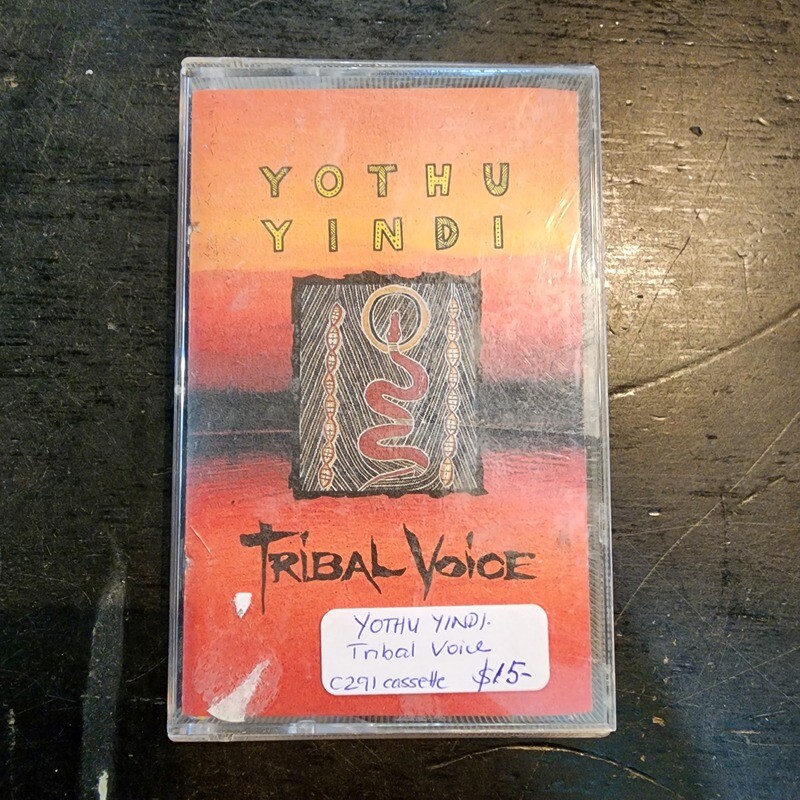 YOTHU
YINDI
TRIBAL VOICE
YOTHU YINDI.
Tribal Voice
C291 cassette $15-